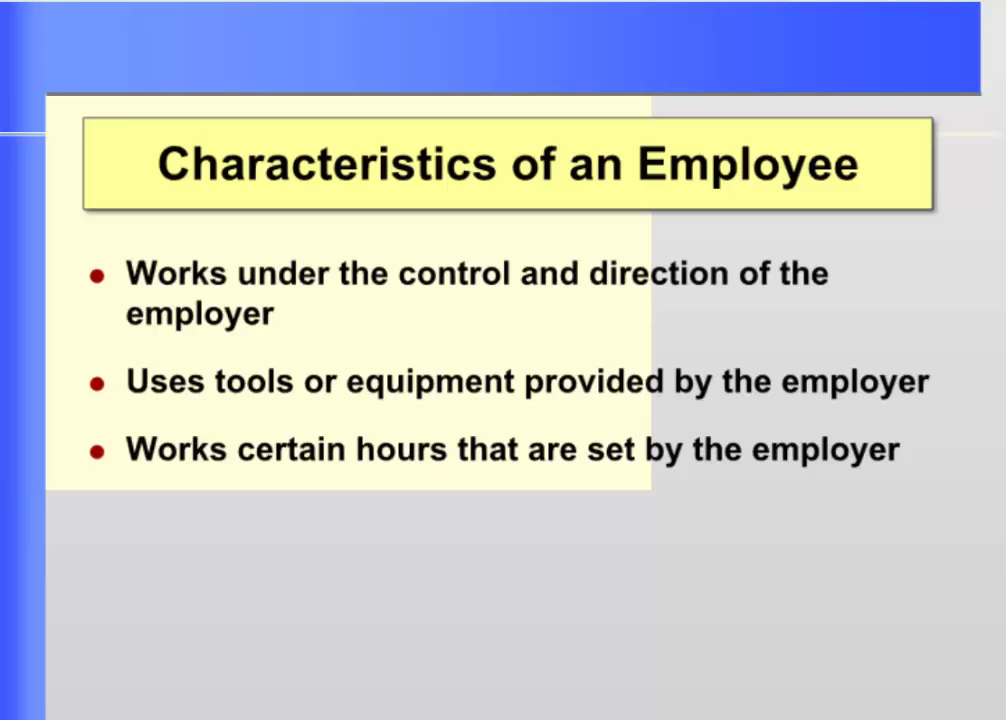 Characteristics of an Employee
Works under the control and direction of the
employer
Uses tools or equipment provided by the employer
Works certain hours that are set by the employer